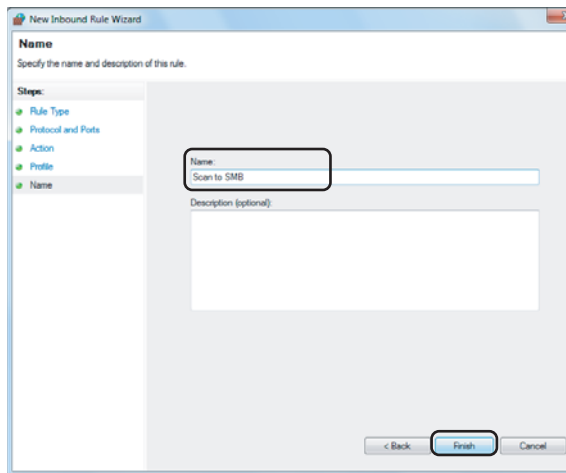 New Inbound Rule Wizard
Name
Specify the name and description of this rule.
Steps:
Rule Type
Protocol and Ports
Action
Profile
Name
Name:
Scan to SMB
Description (optional):
< Back
Finish
Cancel